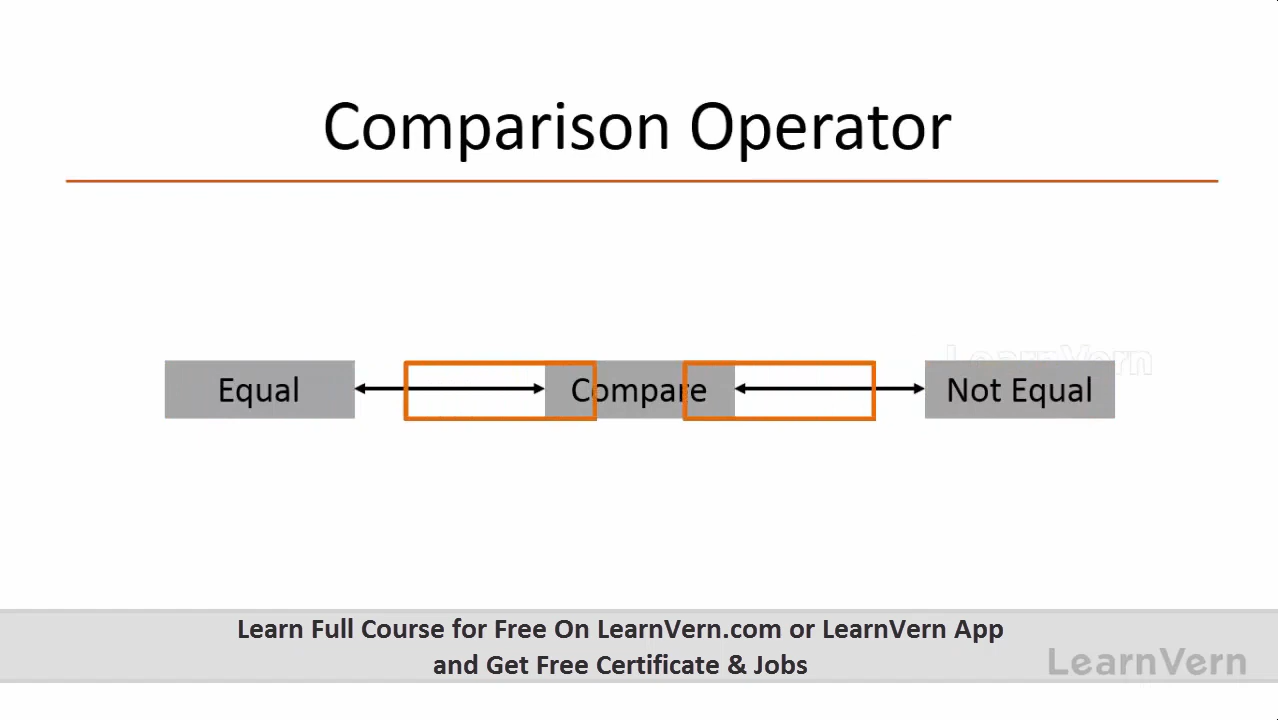 Comparison Operator
LearnVern
Equal Compare Not Equal
Learn Full Course for Free On LearnVern.com or LearnVern App
and Get Free Certificate & Jobs
LearnVern